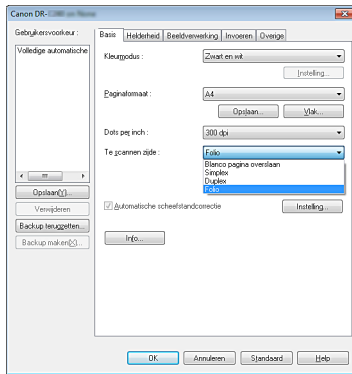 Canon DR-
Gebruikersvoorkeur :
Volledige automatische
Opslaan(Y)...
Verwijderen
Backup terugzetten...
Backup maken(X)...
Basis Helderheid Beeldverwerking Invoeren Overige
Kleurmodus : Zwart en wit
Instelling...
Paginaformaat : A4
Opslaan... Vlak...
Dots per inch : 300 dpi
Te scannen zijde : Folio
Blanco pagina overslaan
Simplex
Duplex
Folio
Automatische scheefstandcorrectie Instelling...
Info...
OK Annuleren Standaard Help